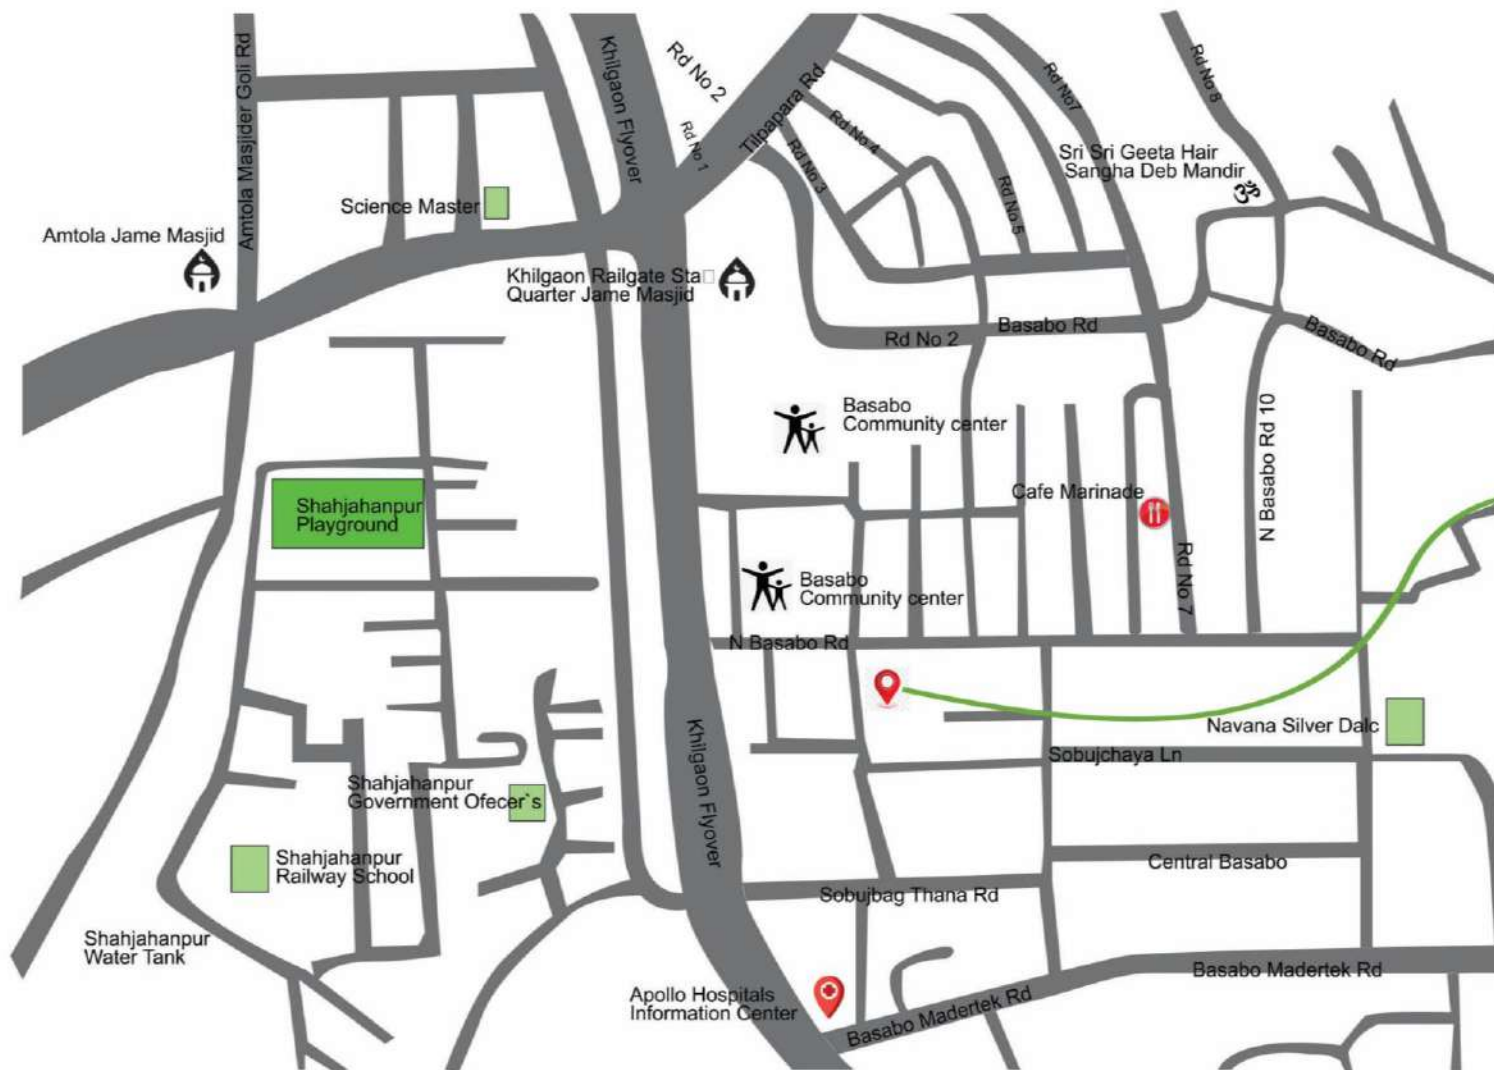 Amtola Masjider Goli Rd
Khilgaon Flyover
Rd No 2
Rd No 1
Tilpapara Rd
Rd No 3
Rd No 4
Rd No 5
Rd No7
Rd No 8
Sri Sri Geeta Hair
Sangha Deb Mandir
Science Master
Amtola Jame Masjid
Khilgaon Railgate Sta
Quarter Jame Masjid
Rd No 2
Basabo Rd
Basabo Rd
Basabo
Community center
Cafe Marinade
N Basabo Rd 10
Shahjahanpur
Playground
Basabo
Community center
Rd No 7
N Basabo Rd
Khilgaon Flyover
Navana Silver Dalc
Sobujchaya Ln
Shahjahanpur
Government Ofecer`s
Shahjahanpur
Railway School
Central Basabo
Sobujbag Thana Rd
Shahjahanpur
Water Tank
Basabo Madertek Rd
Apollo Hospitals
Information Center
Basabo Madertek Rd